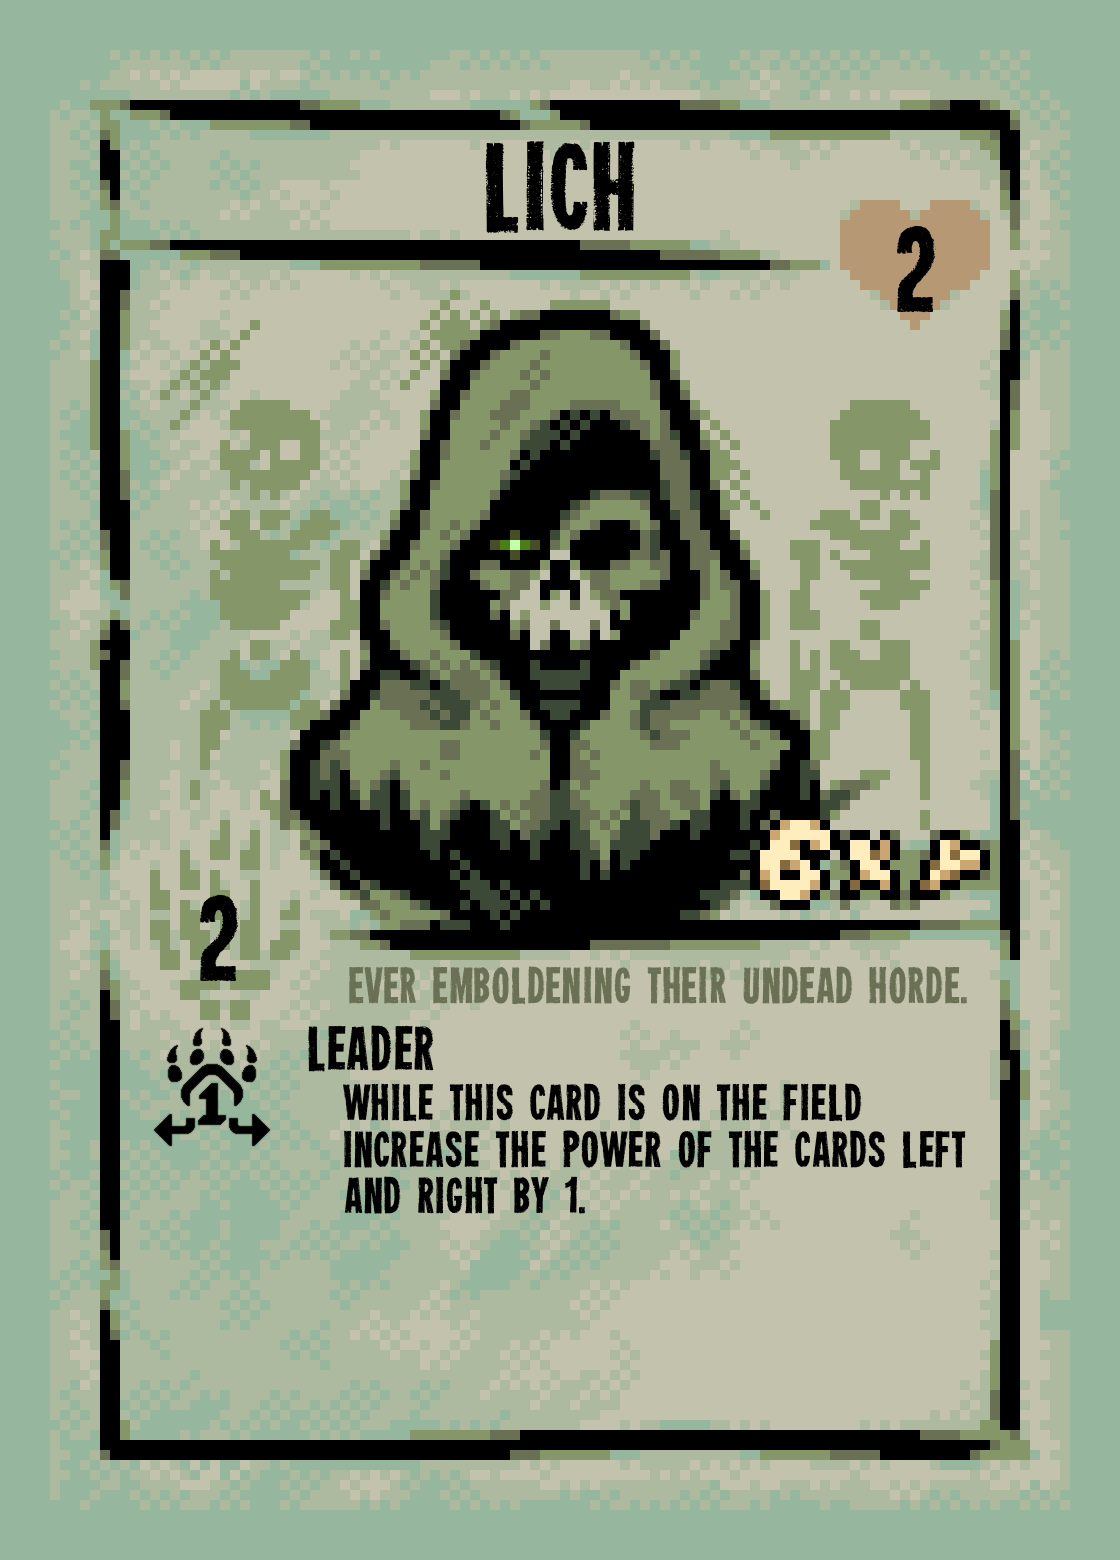 LICH
2
6X
2
EVER EMBOLDENING THEIR UNDEAD HORDE.
LEADER
1
WHILE THIS CARD IS ON THE FIELD
INCREASE THE POWER OF THE CARDS LEFT
AND RIGHT BY 1.